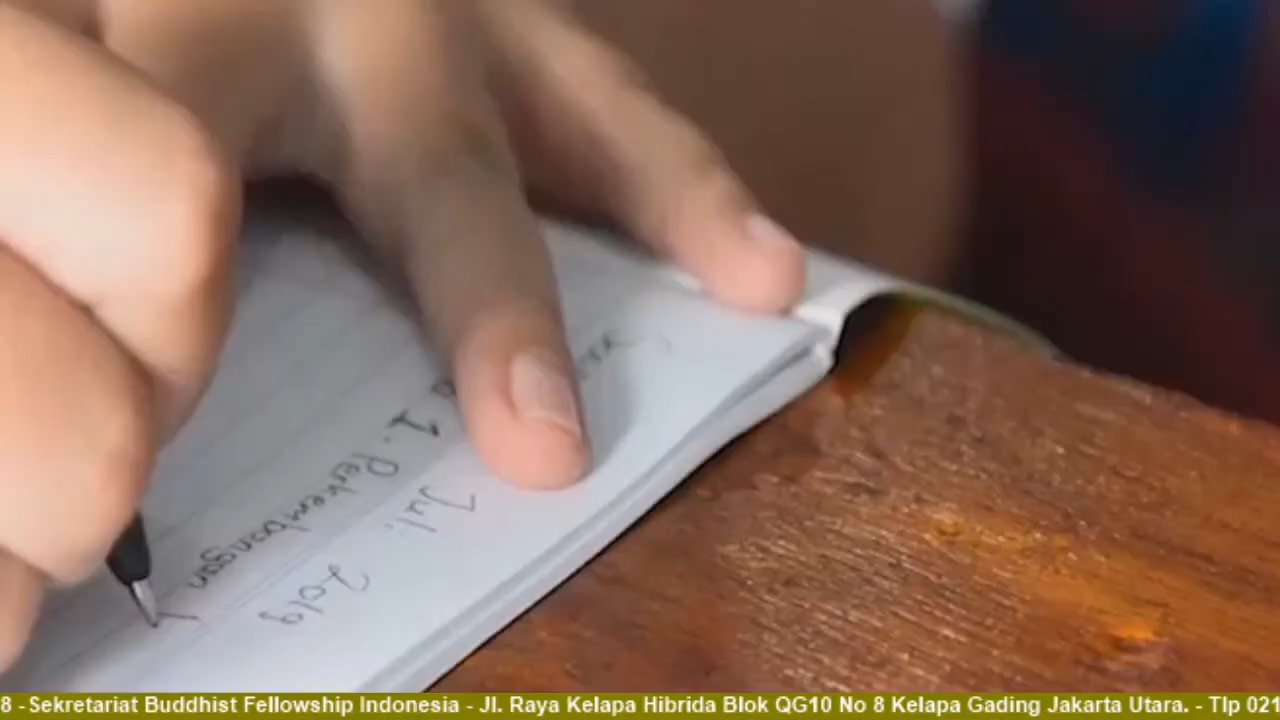 Jul. 2019
1. Perkembangan
8 - Sekretariat Buddhist Fellowship Indonesia - Jl. Raya Kelapa Hibrida Blok QG10 No 8 Kelapa Gading Jakarta Utara. - Tlp 021